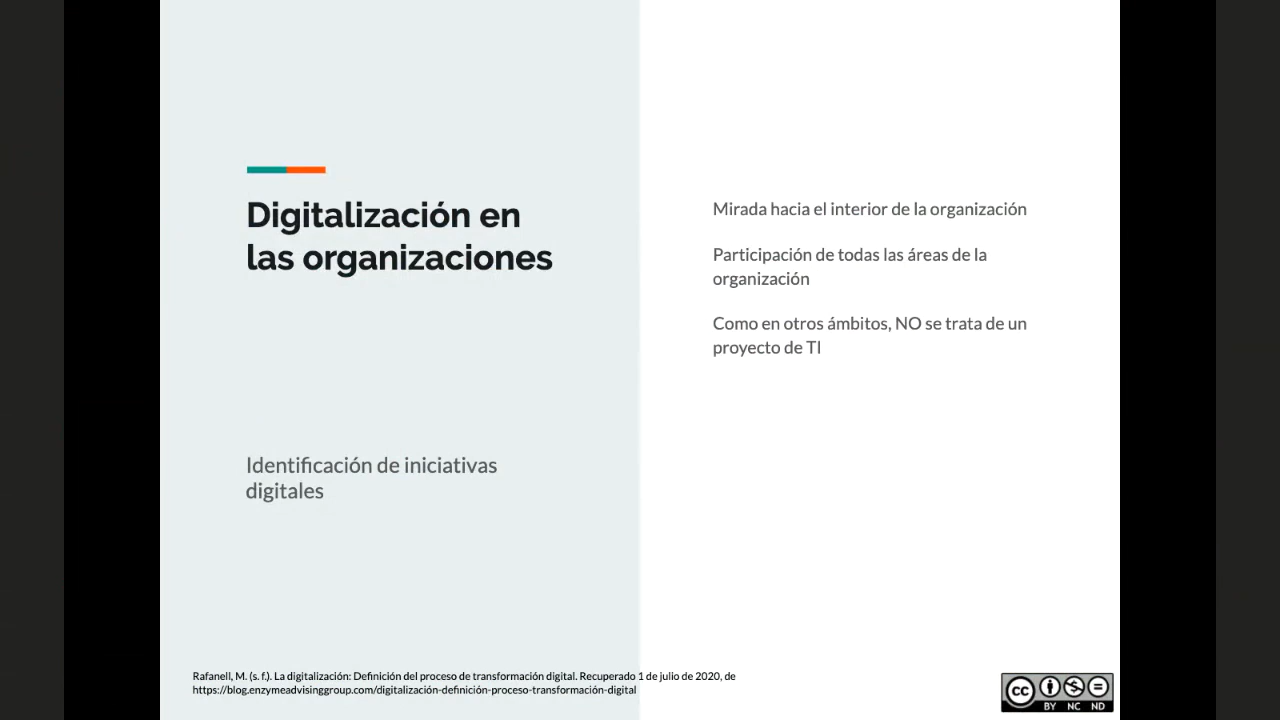 Digitalización en
las organizaciones
Identificación de iniciativas
digitales
Mirada hacia el interior de la organización
Participación de todas las áreas de la
organización
Como en otros ámbitos, NO se trata de un
proyecto de TI
Rafanell, M. (s. f.). La digitalización: Definición del proceso de transformación digital. Recuperado 1 de julio de 2020, de
https://blog.enzymeadvisinggroup.com/digitalización-definición-proceso-transformación-digital
cc BY NC ND